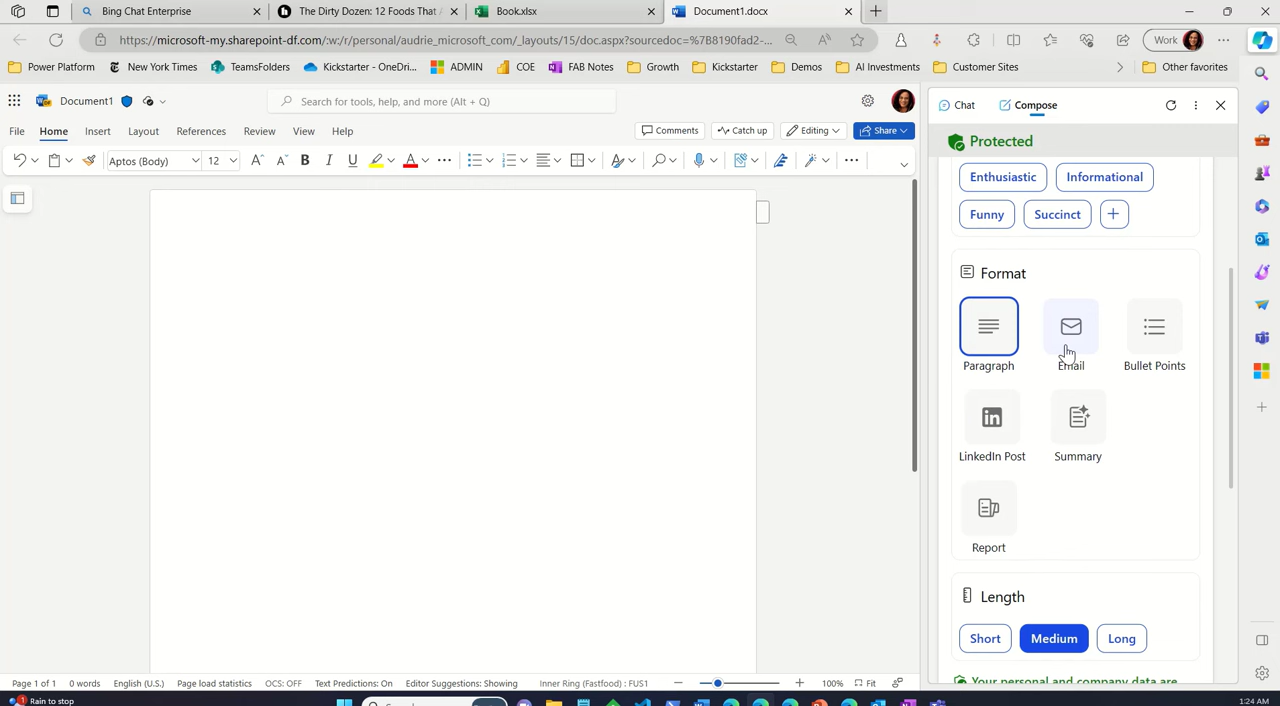 Bing Chat Enterprise
The Dirty Dozen: 12 Foods That A
Book.xlsx
Document1.docx
https://microsoft-my.sharepoint-df.com/:w:/r/personal/audrie_microsoft.com/_layouts/15/doc.aspx?sourcedoc=%7B8190fad2-...
Work
Power Platform
New York Times
TeamsFolders
Kickstarter - OneDri...
ADMIN
COE
FAB Notes
Growth
Kickstarter
Demos
AI Investments
Customer Sites
Other favorites
Document1
Search for tools, help, and more (Alt + Q)
File Home Insert Layout References Review View Help
Comments
Catch up
Editing
Share
Aptos (Body)
12
B I U
Chat
Compose
Protected
Enthusiastic
Informational
Funny
Succinct
Format
Paragraph
Email
Bullet Points
LinkedIn Post
Summary
Report
Length
Short
Medium
Long
Your personal and company data are
Page 1 of 1
0 words
English (U.S.)
Page load statistics
OCS: OFF
Text Predictions: On
Editor Suggestions: Showing
Inner Ring (Fastfood) : FUS1
100%
Fit
1
Rain to stop
Search
1:24 AM